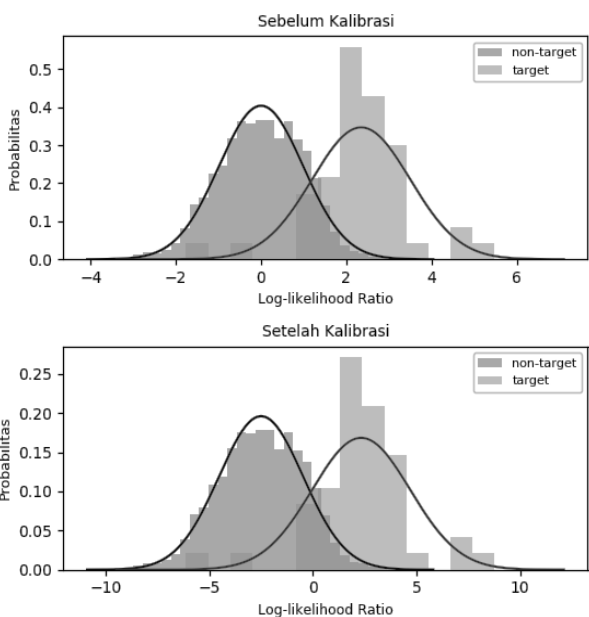 Sebelum Kalibrasi
non-target
target
Probabilitas
0.5
0.4
0.3
0.2
0.1
0.0
−4 −2 0 2 4 6
Log-likelihood Ratio
Setelah Kalibrasi
non-target
target
Probabilitas
0.25
0.20
0.15
0.10
0.05
0.00
−10 −5 0 5 10
Log-likelihood Ratio